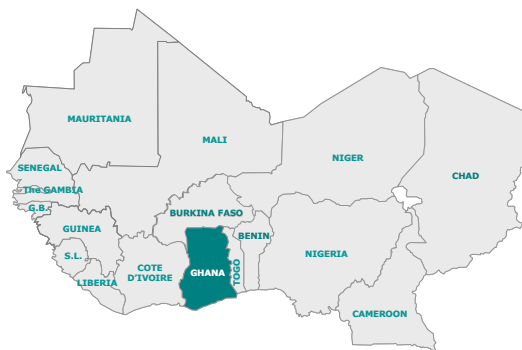 MAURITANIA
MALI
NIGER
CHAD
SENEGAL
The GAMBIA
G.B.
GUINEA
S.L.
LIBERIA
COTE
D'IVOIRE
BURKINA FASO
GHANA
TOGO
BENIN
NIGERIA
CAMEROON